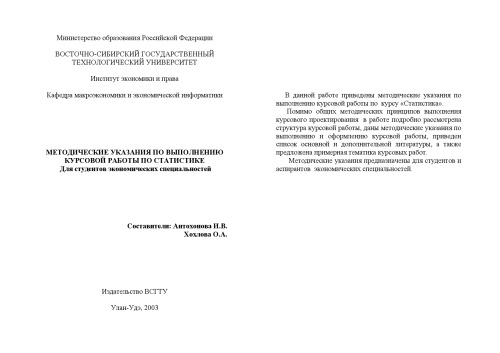 Министерство образования Российской Федерации
ВОСТОЧНО-СИБИРСКИЙ ГОСУДАРСТВЕННЫЙ
ТЕХНОЛОГИЧЕСКИЙ УНИВЕРСИТЕТ
Институт экономики и права
Кафедра макроэкономики и экономической информатики
МЕТОДИЧЕСКИЕ УКАЗАНИЯ ПО ВЫПОЛНЕНИЮ
КУРСОВОЙ РАБОТЫ ПО СТАТИСТИКЕ
Для студентов экономических специальностей
Составители: Антохонова И.В.
Хохлова О.А.
Издательство ВСГТУ
Улан-Удэ, 2003
В данной работе приведены методические указания по
выполнению курсовой работы по курсу «Статистика».
Помимо общих методических принципов выполнения
курсового проектирования в работе подробно рассмотрена
структура курсовой работы, даны методические указания по
выполнению и оформлению курсовой работы, приведен
список основной и дополнительной литературы, а также
предложена примерная тематика курсовых работ.
Методические указания предназначены для студентов и
аспирантов экономических специальностей.